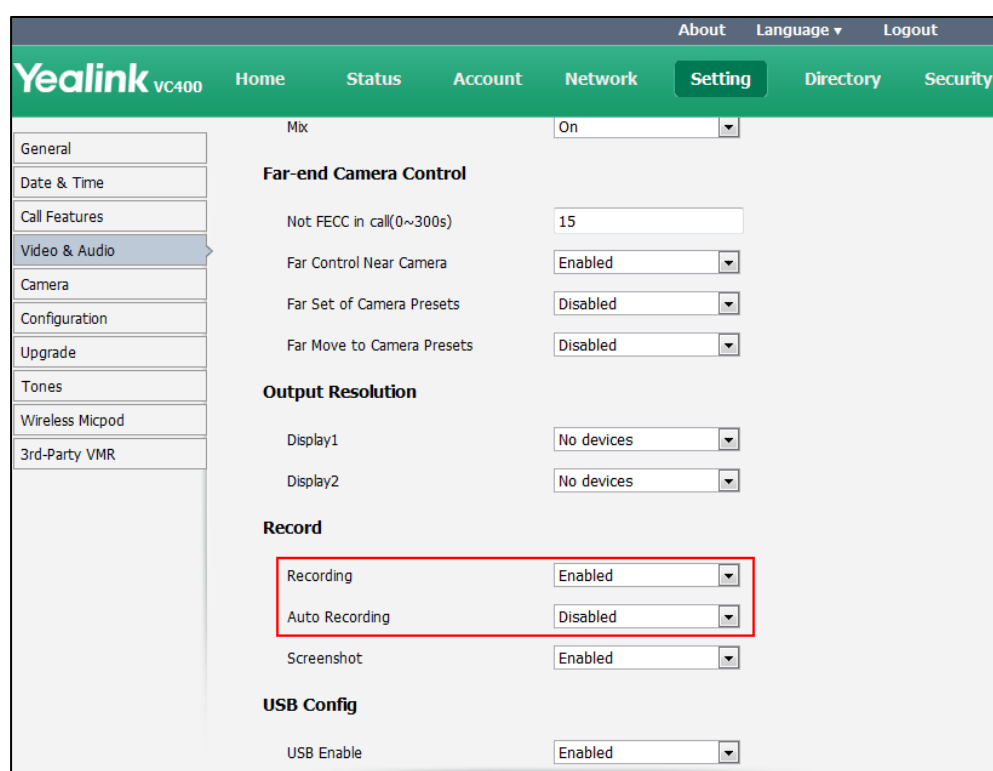 About Language ▾ Logout
Yealink VC400 Home Status Account Network Setting Directory Security
General
Date & Time
Call Features
Video & Audio
Camera
Configuration
Upgrade
Tones
Wireless Micpod
3rd-Party VMR
Mix On
Far-end Camera Control
Not FECC in call(0~300s) 15
Far Control Near Camera Enabled
Far Set of Camera Presets Disabled
Far Move to Camera Presets Disabled
Output Resolution
Display1 No devices
Display2 No devices
Record
Recording Enabled
Auto Recording Disabled
Screenshot Enabled
USB Config
USB Enable Enabled